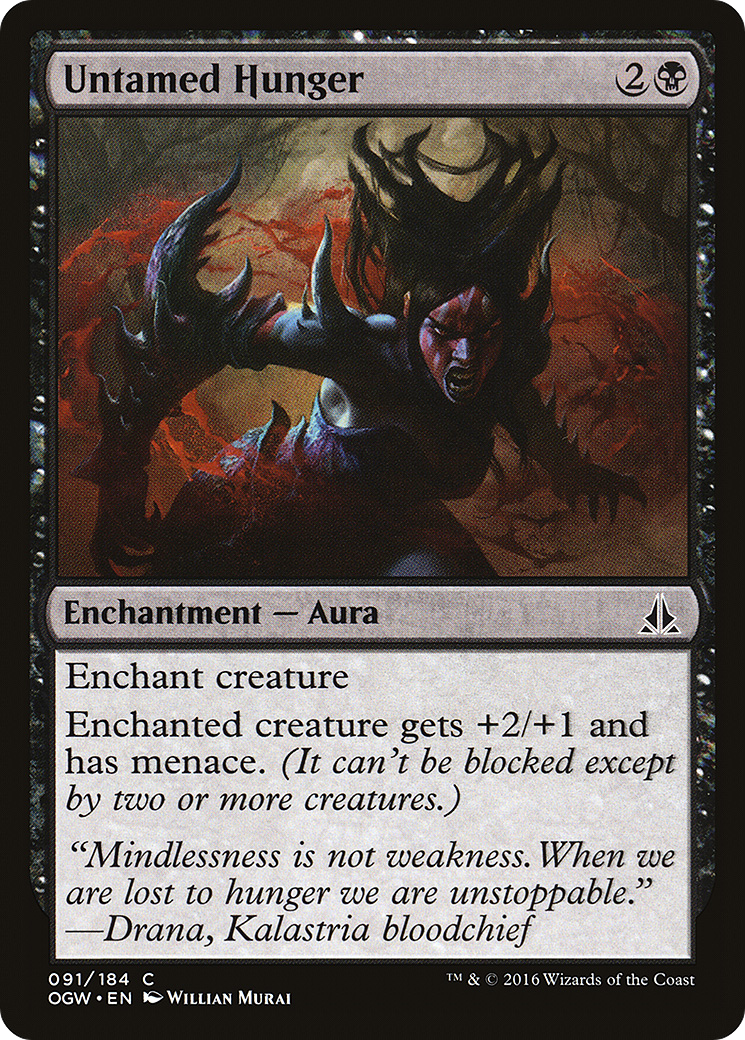 Untamed Hunger 2
Enchantment — Aura
Enchant creature
Enchanted creature gets +2/+1 and
has menace. (It can't be blocked except
by two or more creatures.)
“Mindlessness is not weakness. When we
are lost to hunger we are unstoppable.”
—Drana, Kalastria bloodchief
091/184 C
OGW • EN Willian Murai
™ & © 2016 Wizards of the Coast